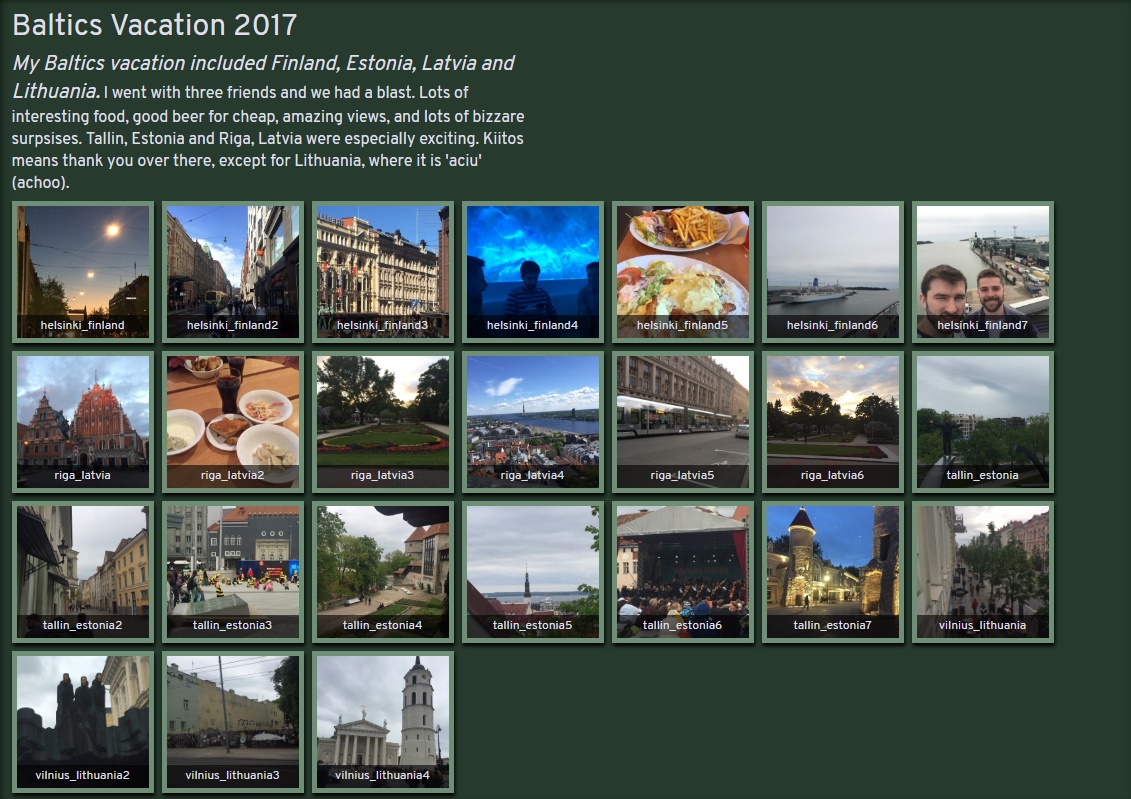 Baltics Vacation 2017
My Baltics vacation included Finland, Estonia, Latvia and
Lithuania. I went with three friends and we had a blast. Lots of
interesting food, good beer for cheap, amazing views, and lots of bizzare
surpsises. Tallin, Estonia and Riga, Latvia were especially exciting. Kiitos
means thank you over there, except for Lithuania, where it is 'aciu'
(achoo).
helsinki_finland
helsinki_finland2
helsinki_finland3
helsinki_finland4
helsinki_finland5
helsinki_finland6
helsinki_finland7
riga_latvia
riga_latvia2
riga_latvia3
riga_latvia4
riga_latvia5
riga_latvia6
tallin_estonia
tallin_estonia2
tallin_estonia3
tallin_estonia4
tallin_estonia5
tallin_estonia6
tallin_estonia7
vilnius_lithuania
vilnius_lithuania2
vilnius_lithuania3
vilnius_lithuania4